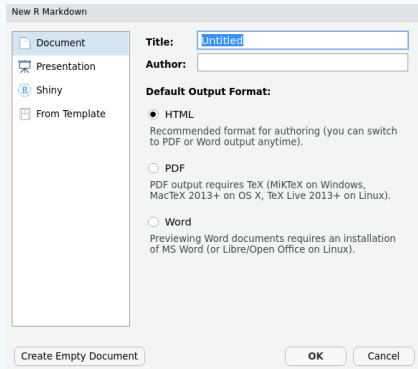 New R Markdown
Document
Presentation
Shiny
From Template
Title: Untitled
Author:
Default Output Format:
HTML
Recommended format for authoring (you can switch
to PDF or Word output anytime).
PDF
PDF output requires TeX (MiKTeX on Windows,
MacTeX 2013+ on OS X, TeX Live 2013+ on Linux).
Word
Previewing Word documents requires an installation
of MS Word (or Libre/Open Office on Linux).
Create Empty Document OK Cancel